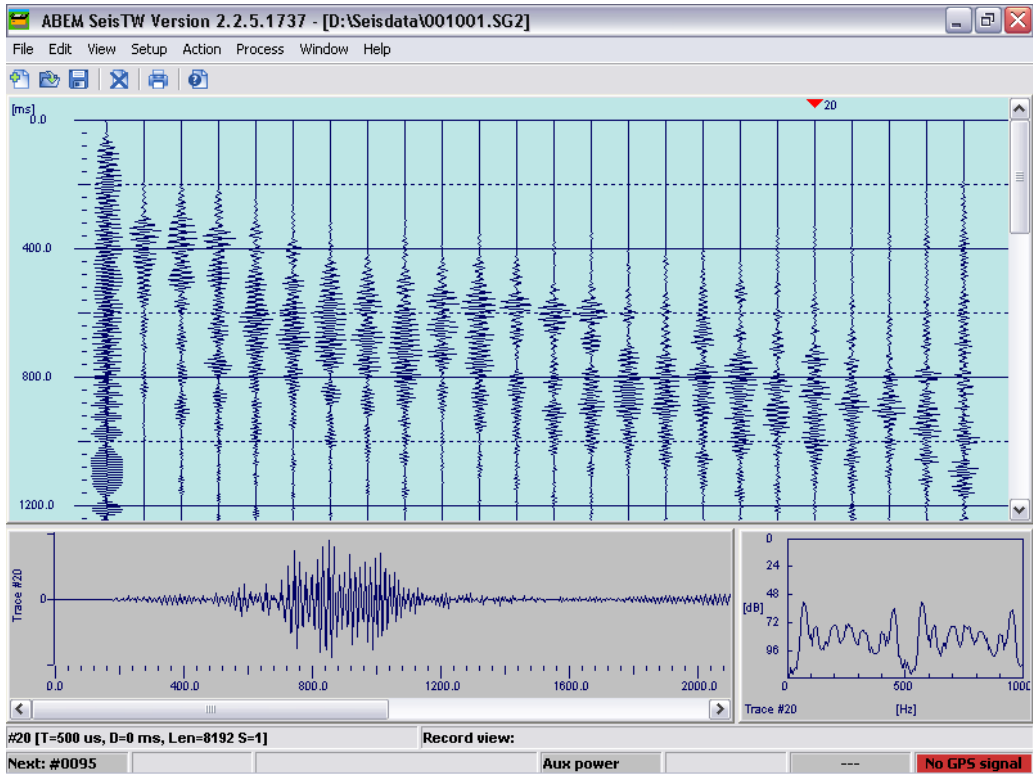 ABEM SeisTW Version 2.2.5.1737 - [D:\Seisdata\001001.SG2]
File Edit View Setup Action Process Window Help
[ms]
20
0.0
400.0
800.0
1200.0
Trace #20
0
0.0 400.0 800.0 1200.0 1600.0 2000.0
0
24
48
[dB]
72
96
0 500 1000
Trace #20 [Hz]
#20 [T=500 us, D=0 ms, Len=8192 S=1] Record view:
Next: #0095 Aux power --- No GPS signal